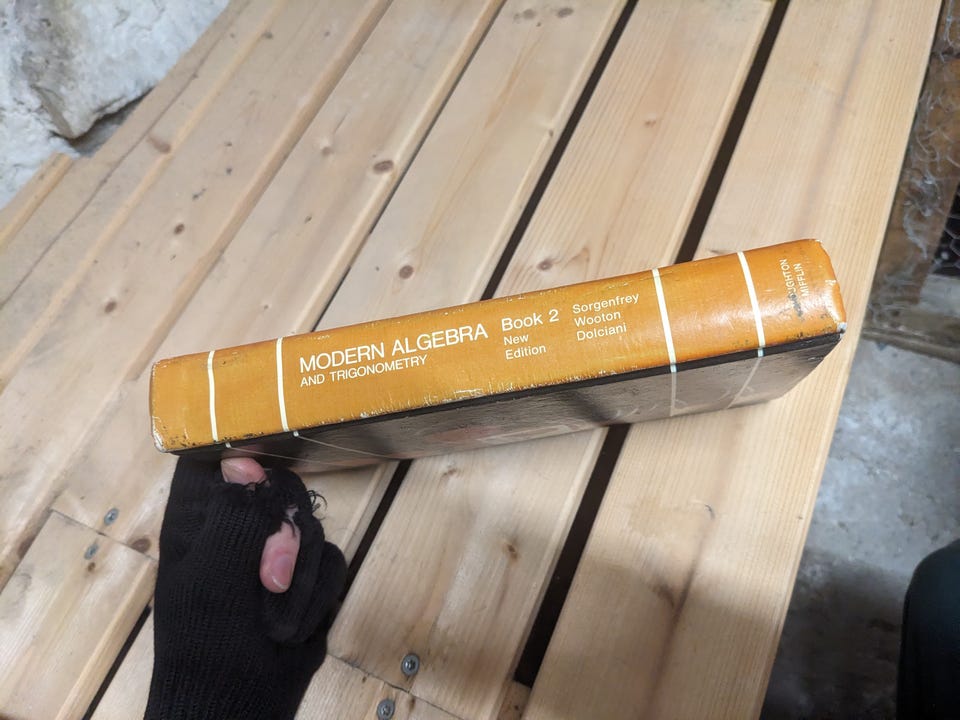 MODERN ALGEBRA
AND TRIGONOMETRY
Book 2
New
Edition
Sorgenfrey
Wooton
Dolciani
HOUGHTON
MIFFLIN